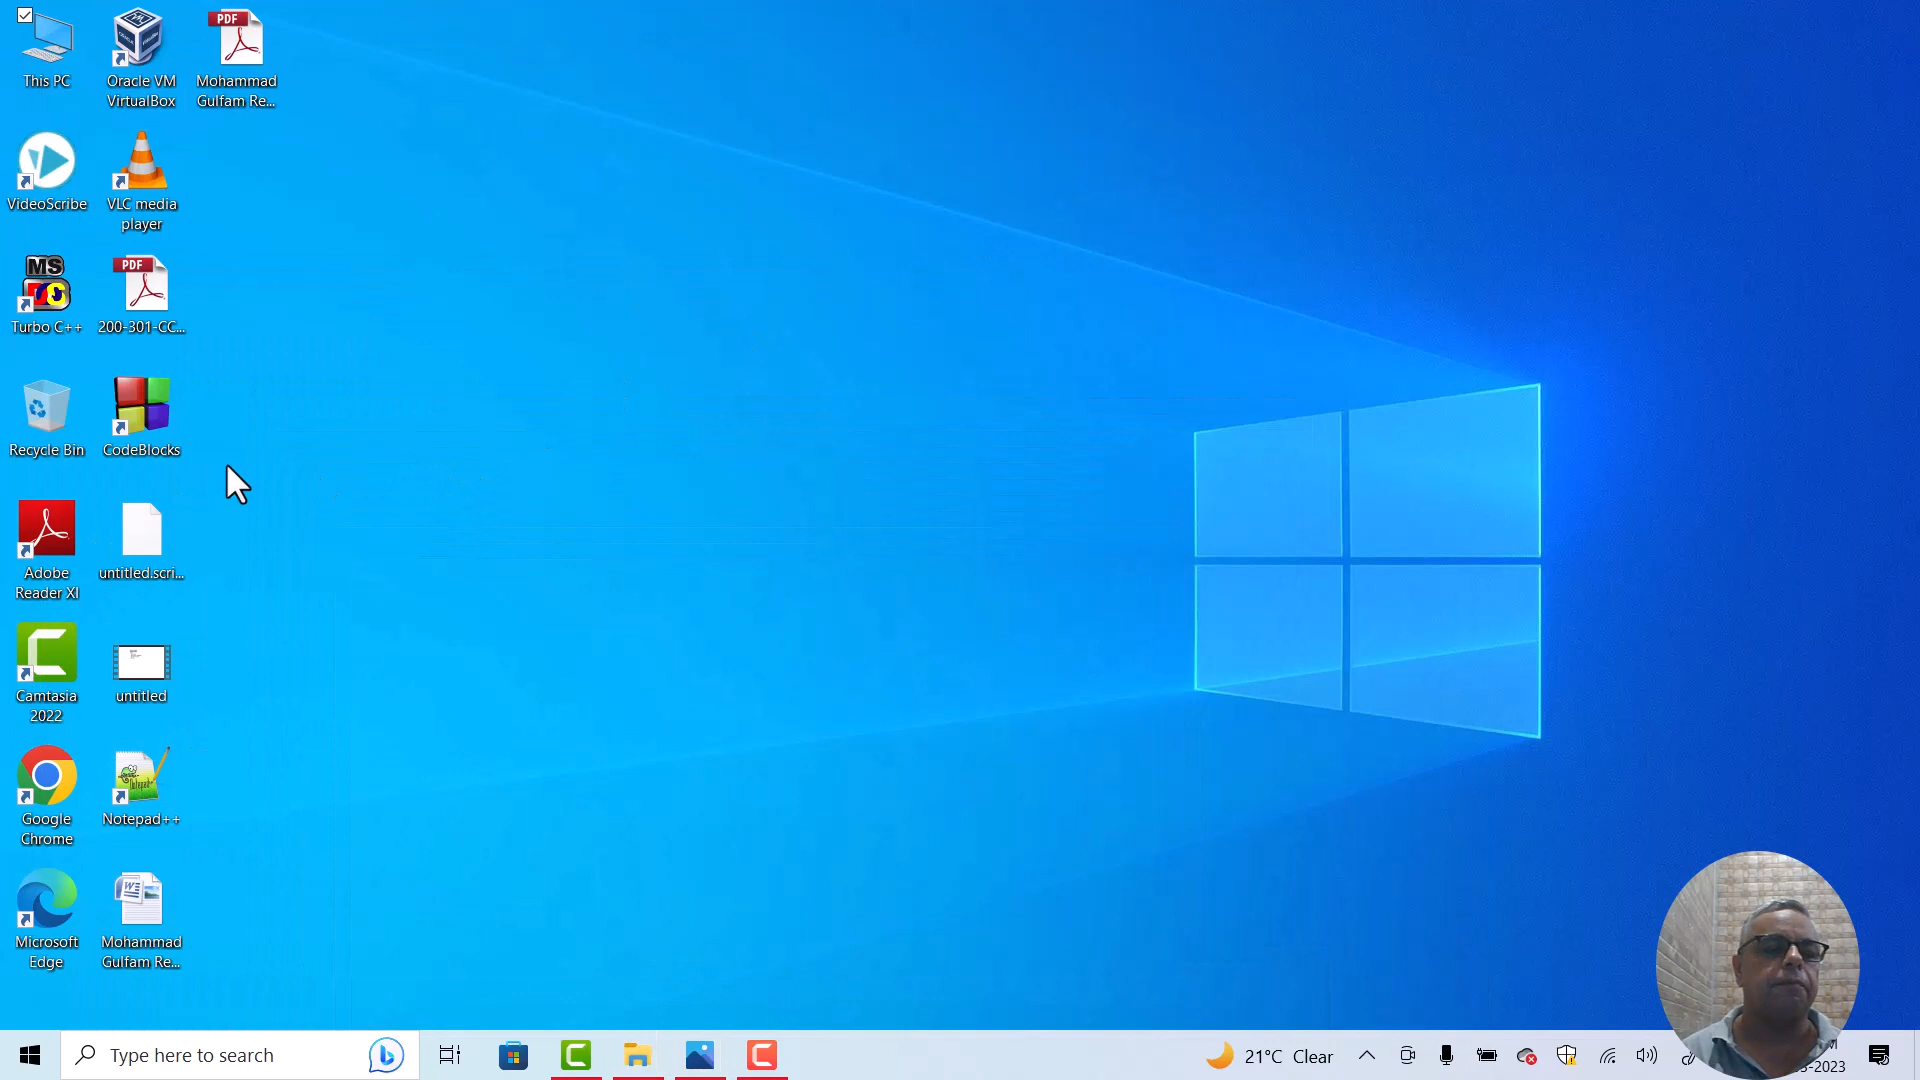 This PC
Oracle VM
VirtualBox
PDF
Mohammad
Gulfam Re...
VideoScribe
VLC media
player
MS
Turbo C++
PDF
200-301-CC...
Recycle Bin
CodeBlocks
Adobe
Reader XI
untitled.scri...
Camtasia
2022
untitled
Google
Chrome
Notepad++
Microsoft
Edge
Mohammad
Gulfam Re...
Type here to search
21°C Clear